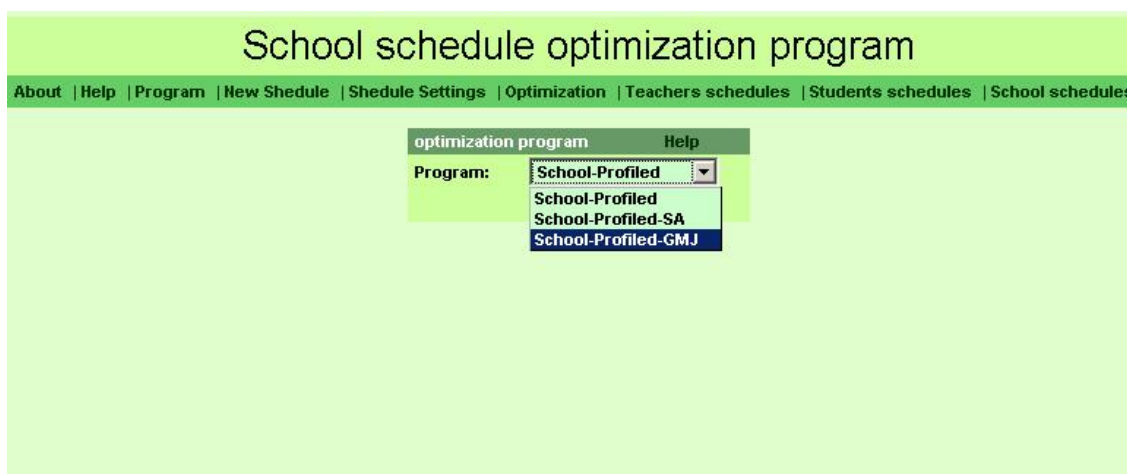 School schedule optimization program
About | Help | Program | New Shedule | Shedule Settings | Optimization | Teachers schedules | Students schedules | School schedules
optimization program Help
Program: School-Profiled
School-Profiled
School-Profiled-SA
School-Profiled-GMJ